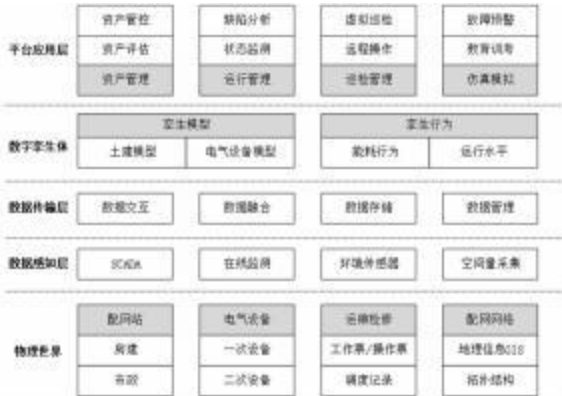 资产管控 缺陷分析 虚拟巡检 故障预警
平台应用层 资产评估 状态监测 远程操作 教育训考
资产管理 运行管理 巡检管理 仿真模拟
孪生模型 孪生行为
数字孪生体 土建模型 电气设备模型 能耗行为 运行水平
数据传输层 数据交互 数据融合 数据存储 数据管理
数据感知层 SCADA 在线监测 环境传感器 空间量采集
配网站 电气设备 运维检修 配网网络
物理世界 房建 一次设备 工作票/操作票 地理信息GIS
二次设备 调度记录 拓扑结构